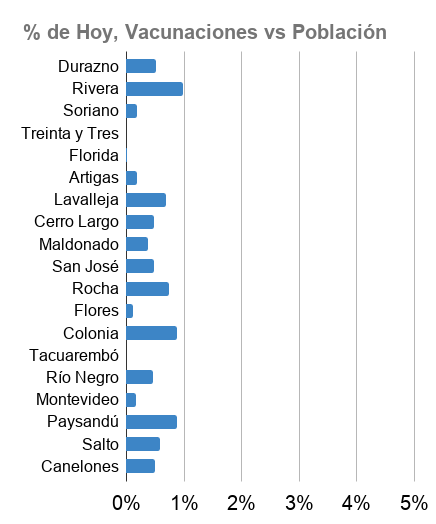 % de Hoy, Vacunaciones vs Población
Durazno
Rivera
Soriano
Treinta y Tres
Florida
Artigas
Lavalleja
Cerro Largo
Maldonado
San José
Rocha
Flores
Colonia
Tacuarembó
Río Negro
Montevideo
Paysandú
Salto
Canelones
0% 1% 2% 3% 4% 5%